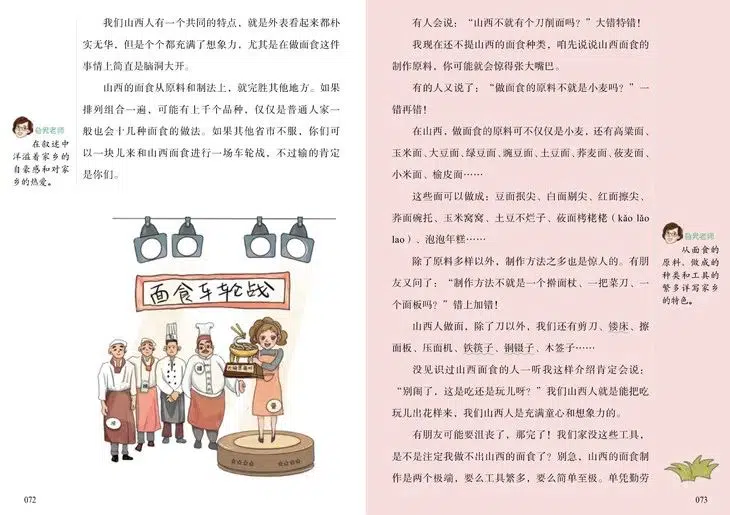 我们山西人有一个共同的特点，就是外表看起来都朴
实无华，但是个个都充满了想象力，尤其是在做面食这件
事情上简直是脑洞大开。
山西的面食从原料和制法上，就完胜其他地方。如果
排列组合一遍，可能有上千个品种，仅仅是普通人家一
般也会十几种面食的做法。如果其他省市不服，你们可
以一块儿来和山西面食进行一场车轮战，不过输的肯定
是你们。
老师
在叙述中
洋溢着家乡的
自豪感和对家
乡的热爱。
面食车轮战
072
有人会说：“山西不就有个刀削面吗？”大错特错！
我现在还不提山西的面食种类，咱先说说山西面食的
制作原料，你可能就会惊得张大嘴巴。
有的人又说了：“做面食的原料不就是小麦吗？”一
错再错！
在山西，做面食的原料可不仅仅是小麦，还有高粱面、
玉米面、大豆面、绿豆面、豌豆面、土豆面、荞麦面、莜麦面、
小米面、榆皮面……
这些面可以做成：豆面抿尖、白面剔尖、红面擦尖、
荞面碗托、玉米窝窝、土豆不烂子、莜面栲栳栳（kǎo lǎo
lao）、泡泡年糕……
除了原料多样以外，制作方法之多也是惊人的。有朋
友又问了：“制作方法不就是一个擀面杖、一把菜刀、一
个面板吗？”错上加错！
山西人做面，除了刀以外，我们还有剪刀、镂床、擦
面板、压面机、铁筷子、铜镊子、木签子……
没见识过山西面食的人一听我这样介绍肯定会说：
“别闹了，这是吃还是玩儿呀？”我们山西人就是能把吃
玩儿出花样来，我们山西人是充满童心和想象力的。
有朋友可能要沮丧了，那完了！我们家没这些工具，
是不是注定我做不出山西的面食了？别急，山西的面食制
作是两个极端，要么工具繁多，要么简单至极。单凭勤劳
老师
从面食的
原料、做成的
种类和工具的
繁多详写家乡
的特色。
073